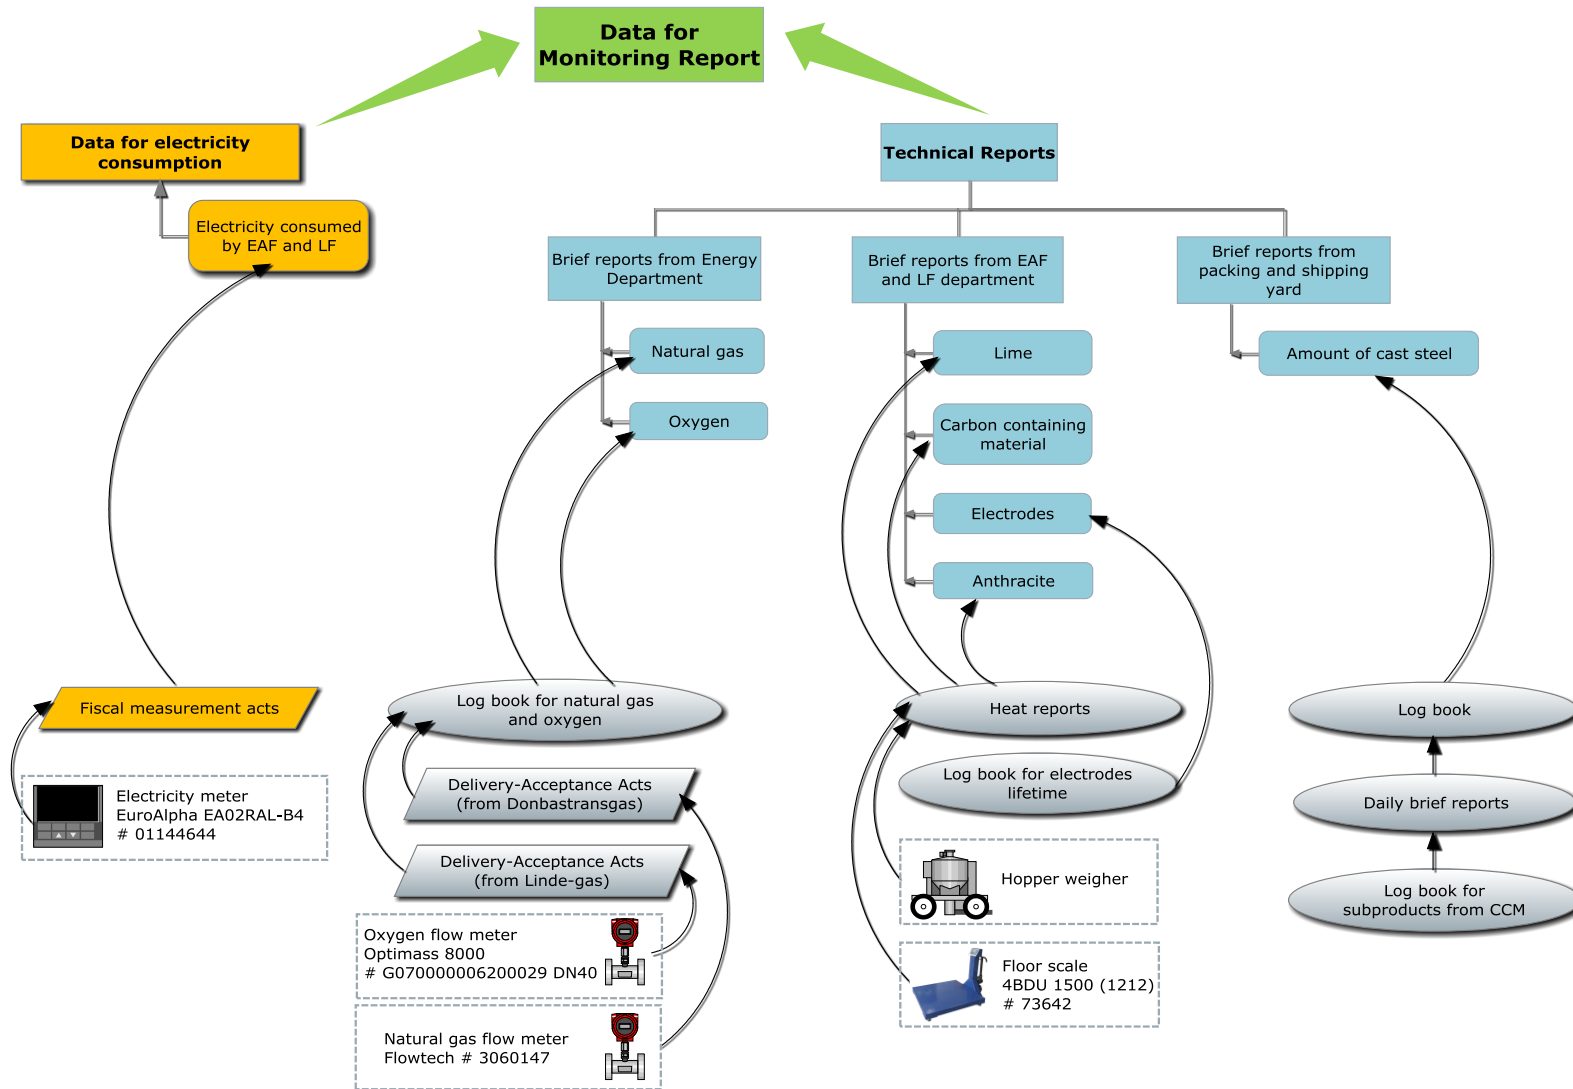 Data for
Monitoring Report
Data for electricity
consumption
Technical Reports
Electricity consumed
by EAF and LF
Brief reports from Energy
Department
Brief reports from EAF
and LF department
Brief reports from
packing and shipping
yard
Natural gas
Lime
Amount of cast steel
Oxygen
Carbon containing
material
Electrodes
Anthracite
Fiscal measurement acts
Log book for natural gas
and oxygen
Heat reports
Log book
Delivery-Acceptance Acts
(from Donbastransgas)
Log book for electrodes
lifetime
Daily brief reports
Electricity meter
EuroAlpha EA02RAL-B4
# 01144644
Delivery-Acceptance Acts
(from Linde-gas)
Hopper weigher
Log book for
subproducts from CCM
Oxygen flow meter
Optimass 8000
# G070000006200029 DN40
Floor scale
4BDU 1500 (1212)
# 73642
Natural gas flow meter
Flowtech # 3060147